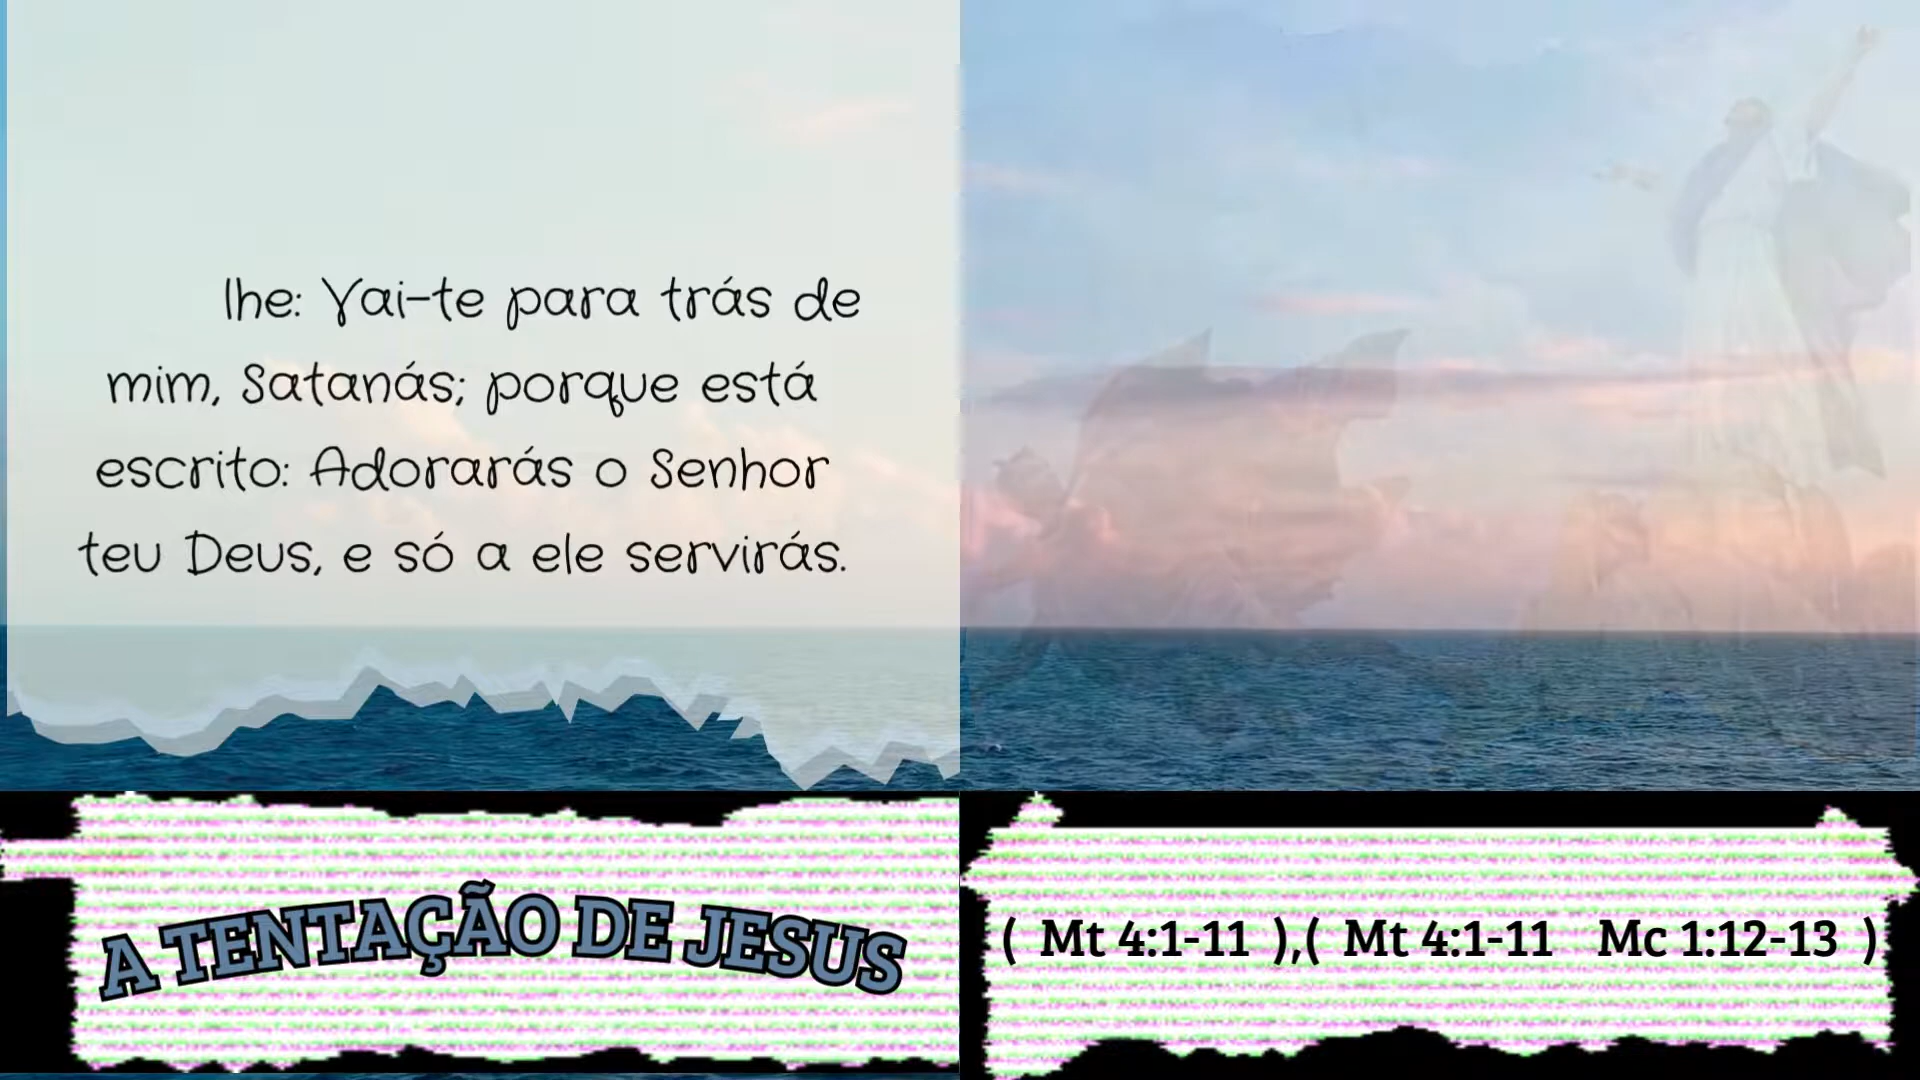 lhe: Vai-te para trás de
mim, Satanás; porque está
escrito: Adorarás o Senhor
teu Deus, e só a ele servirás.
A TENTAÇÃO DE JESUS
( Mt 4:1-11 ),( Mt 4:1-11 Mc 1:12-13 )